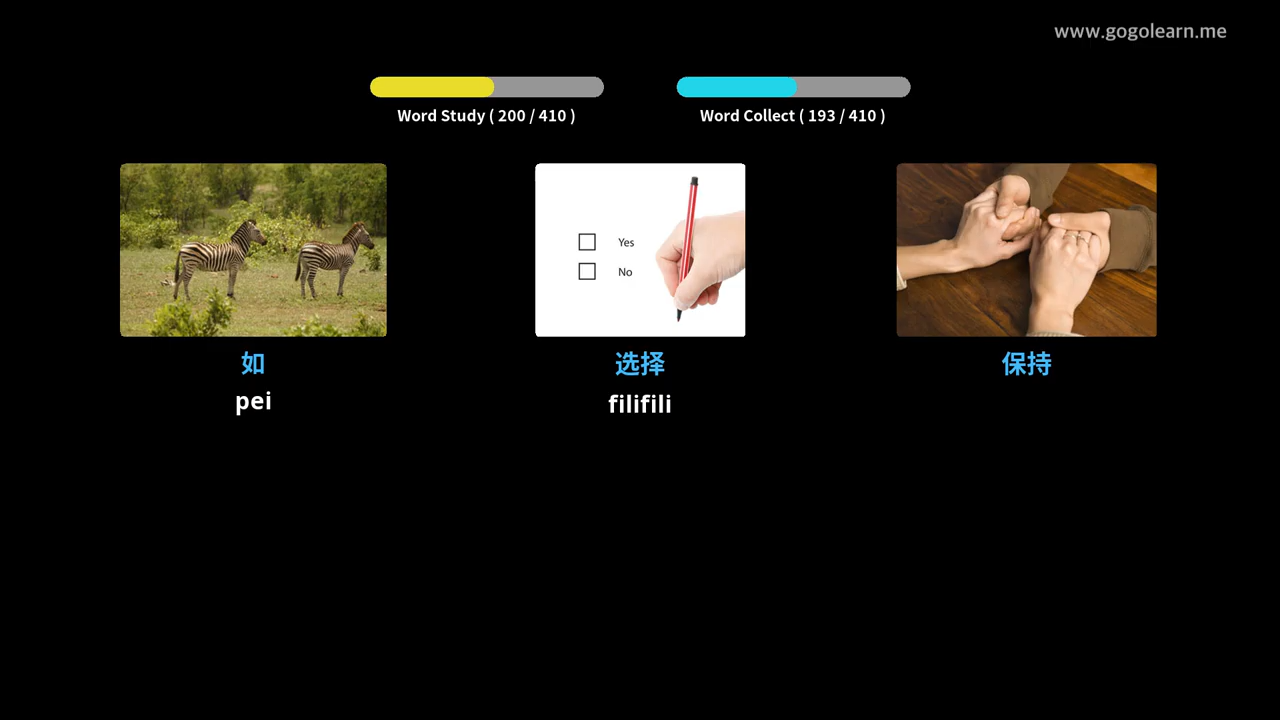 www.gogolearn.me
Word Study ( 200 / 410 )
Word Collect ( 193 / 410 )
Yes
No
如
选择
保持
pei
filifili